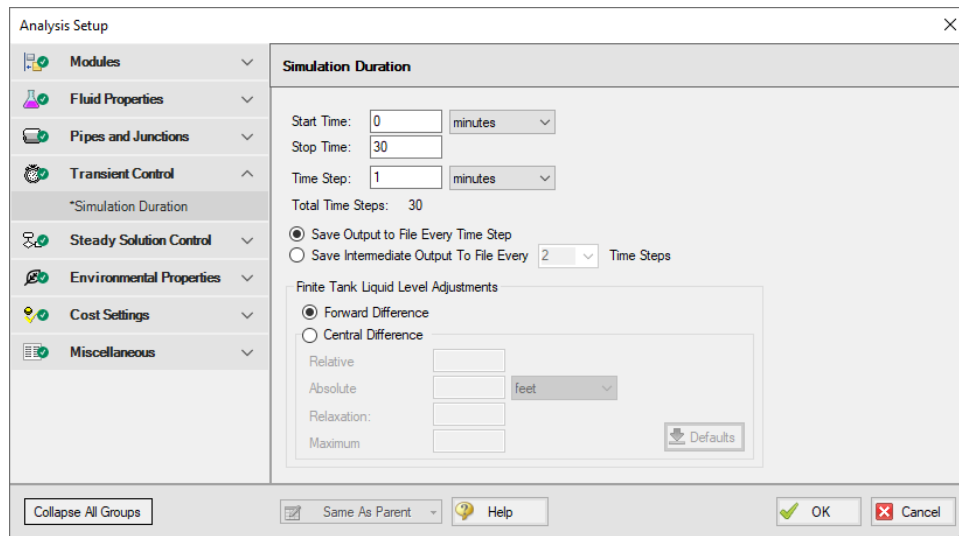 Analysis Setup
Modules
Fluid Properties
Pipes and Junctions
Transient Control
*Simulation Duration
Steady Solution Control
Environmental Properties
Cost Settings
Miscellaneous
Simulation Duration
Start Time: 0 minutes
Stop Time: 30
Time Step: 1 minutes
Total Time Steps: 30
Save Output to File Every Time Step
Save Intermediate Output To File Every 2 Time Steps
Finite Tank Liquid Level Adjustments
Forward Difference
Central Difference
Relative
Absolute feet
Relaxation:
Maximum
Defaults
Collapse All Groups Same As Parent Help OK Cancel